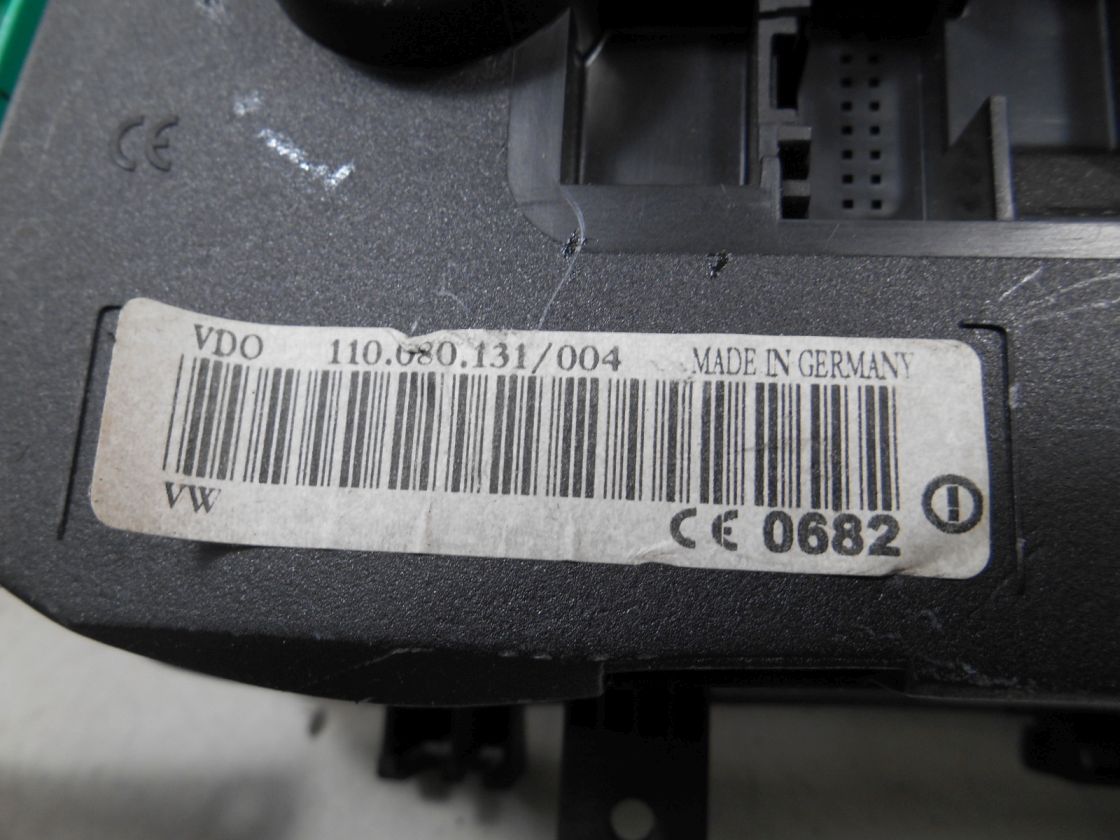 CE
VDO 110.080.131/004 MADE IN GERMANY
VW
CE 0682